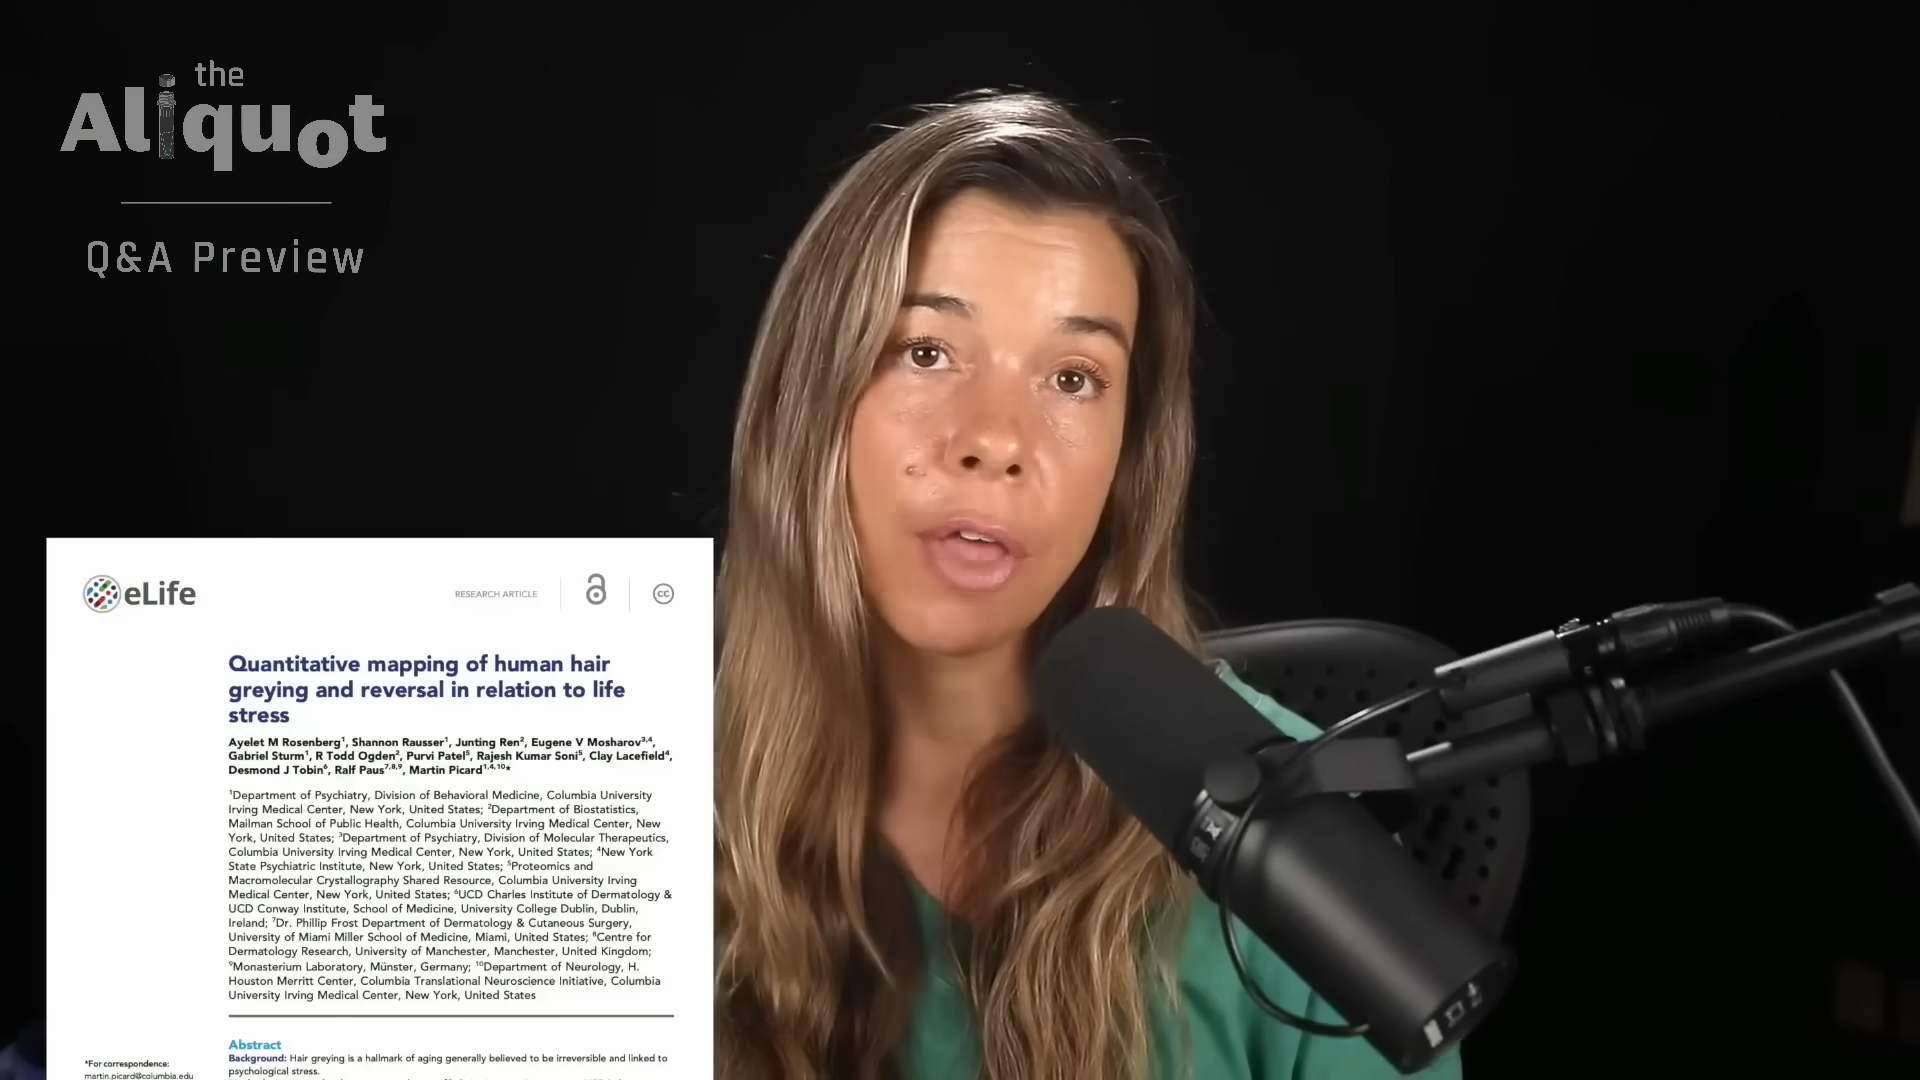 the
Aliquot
Q&A Preview
eLife
RESEARCH ARTICLE
cc
Quantitative mapping of human hair
greying and reversal in relation to life
stress
Ayelet M Rosenberg1, Shannon Rausser1, Junting Ren2, Eugene V Mosharov3,4,
Gabriel Sturm1, R Todd Ogden2, Purvi Patel5, Rajesh Kumar Soni5, Clay Lacefield4,
Desmond J Tobin6, Ralf Paus7,8,9, Martin Picard1,4,10*
1Department of Psychiatry, Division of Behavioral Medicine, Columbia University
Irving Medical Center, New York, United States; 2Department of Biostatistics,
Mailman School of Public Health, Columbia University Irving Medical Center, New
York, United States; 3Department of Psychiatry, Division of Molecular Therapeutics,
Columbia University Irving Medical Center, New York, United States; 4New York
State Psychiatric Institute, New York, United States; 5Proteomics and
Macromolecular Crystallography Shared Resource, Columbia University Irving
Medical Center, New York, United States; 6UCD Charles Institute of Dermatology &
UCD Conway Institute, School of Medicine, University College Dublin, Dublin,
Ireland; 7Dr. Phillip Frost Department of Dermatology & Cutaneous Surgery,
University of Miami Miller School of Medicine, Miami, United States; 8Centre for
Dermatology Research, University of Manchester, Manchester, United Kingdom;
9Monasterium Laboratory, Münster, Germany; 10Department of Neurology, H.
Houston Merritt Center, Columbia Translational Neuroscience Initiative, Columbia
University Irving Medical Center, New York, United States
Abstract
Background: Hair greying is a hallmark of aging generally believed to be irreversible and linked to
psychological stress.
*For correspondence:
martin.picard@columbia.edu